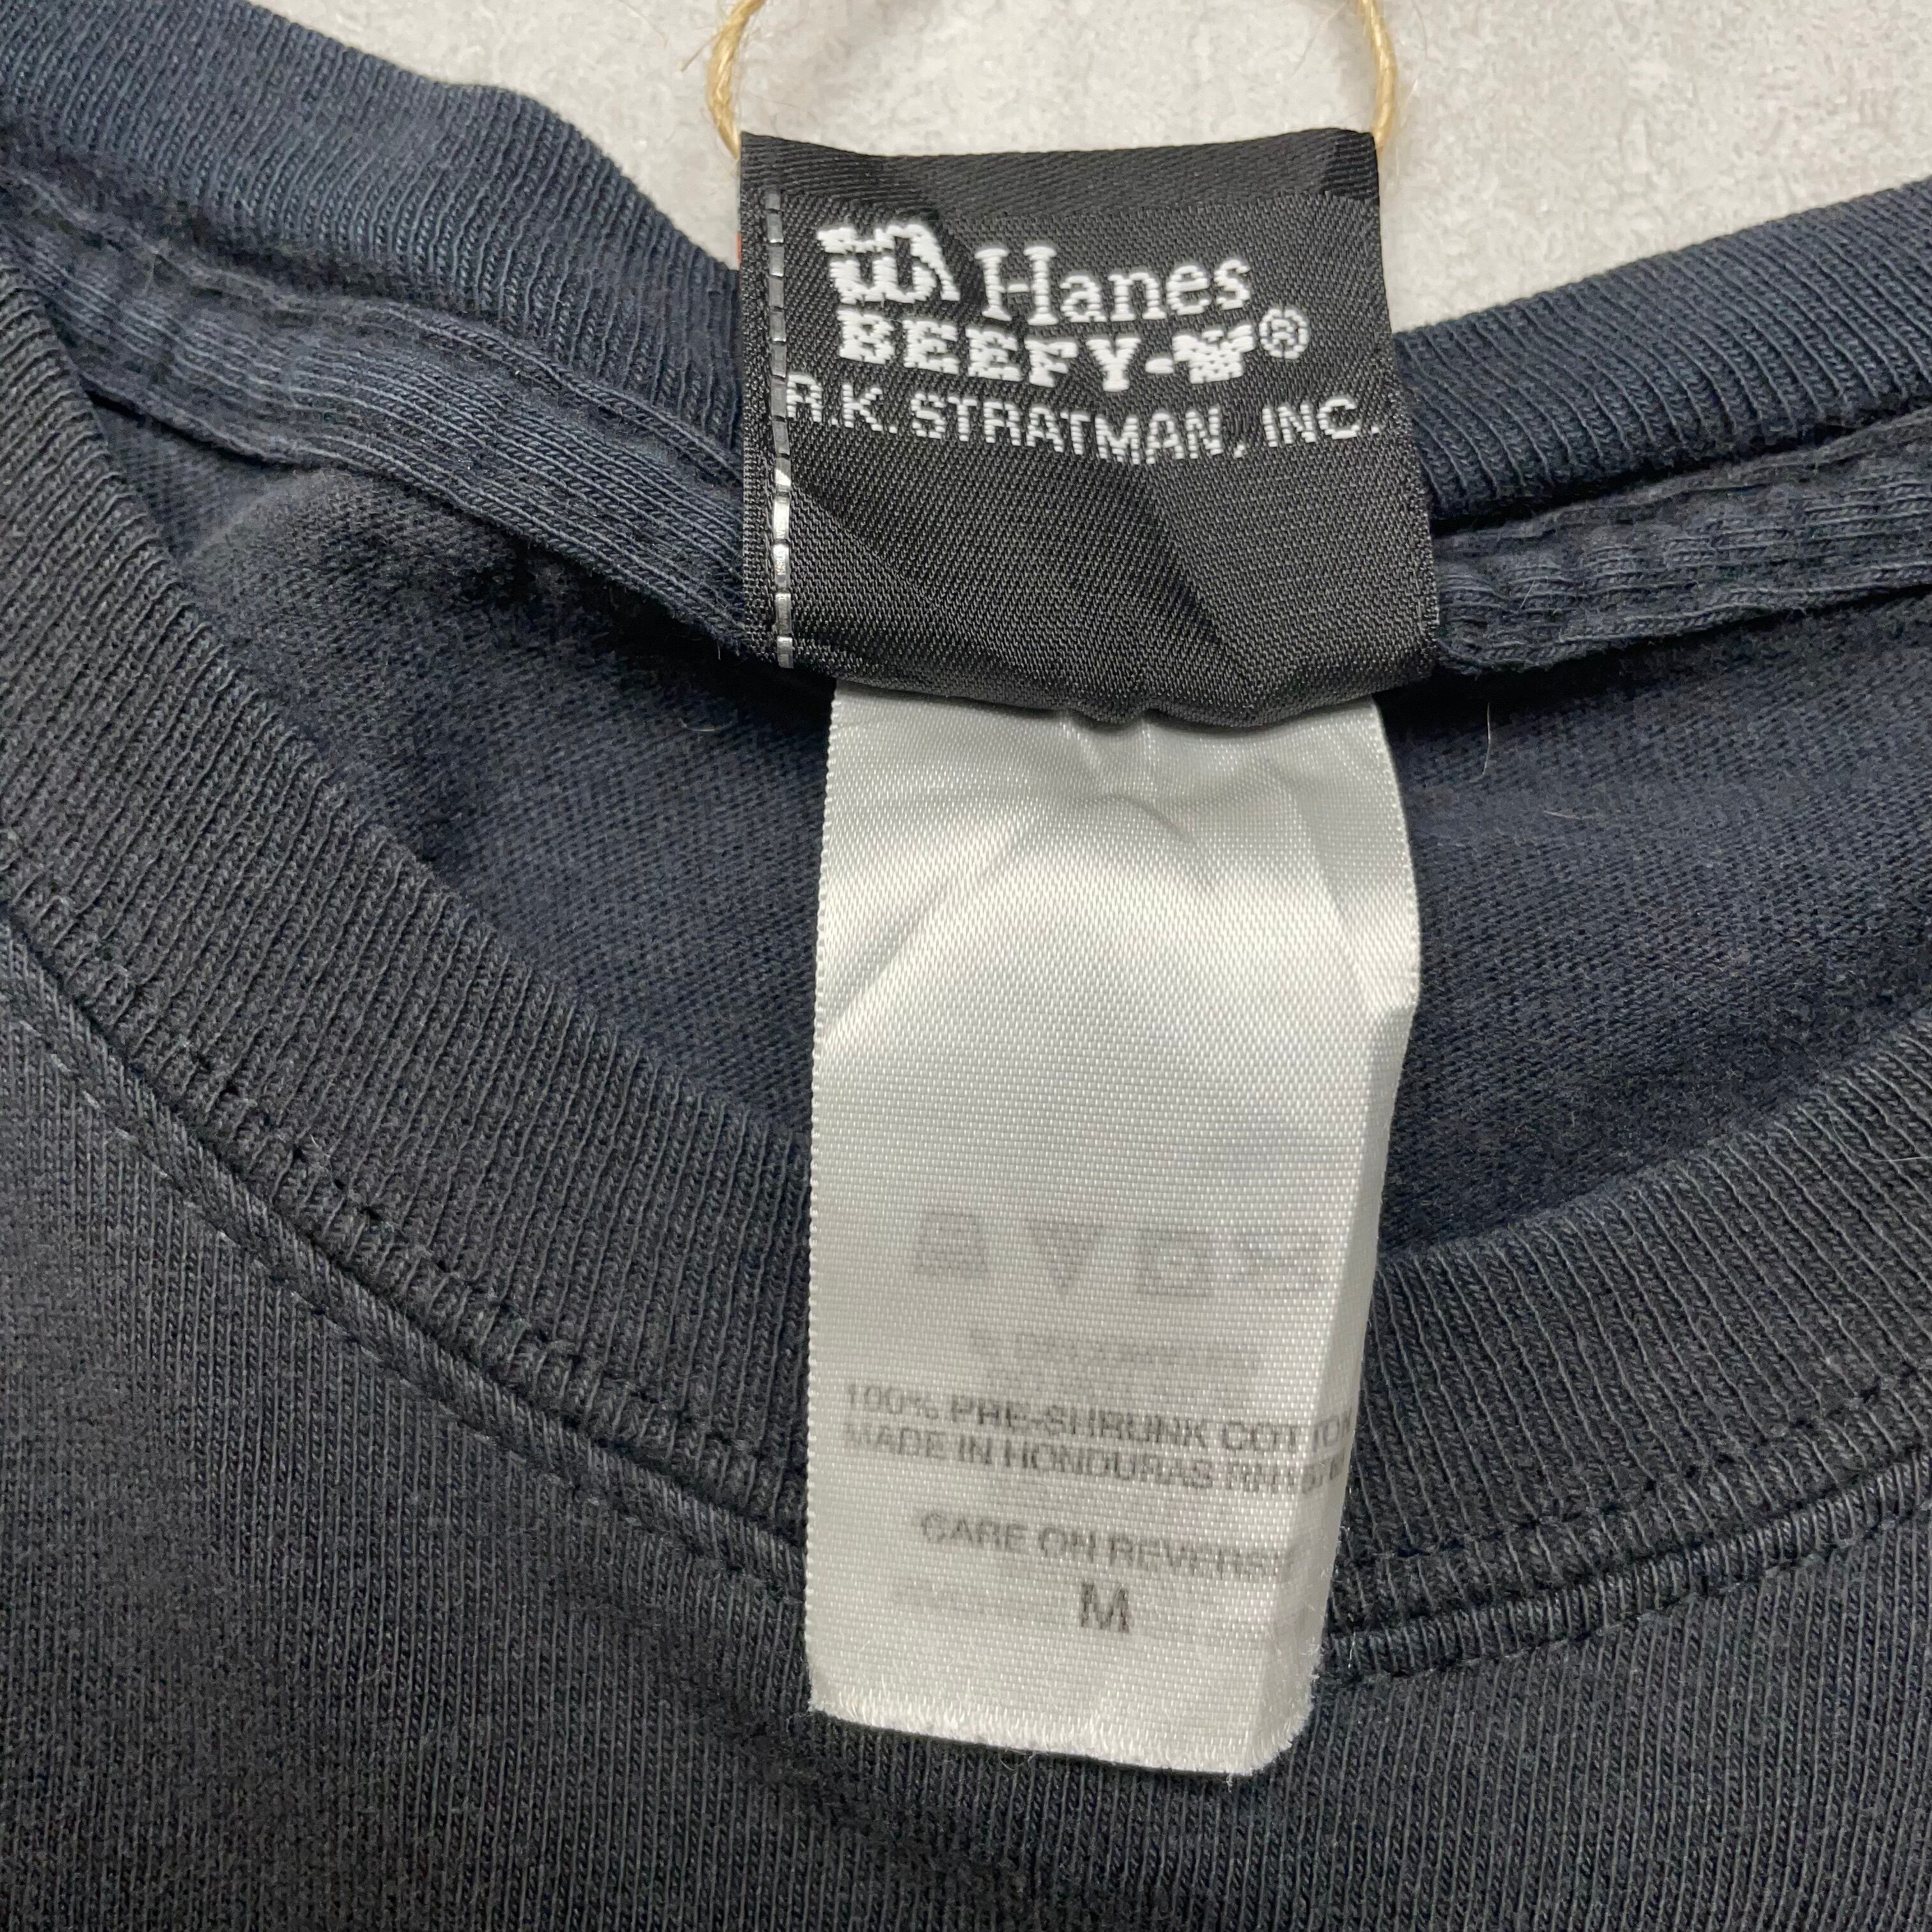 Hanes
BEEFY-T®
R.K. STRATMAN, INC.
100% PRE-SHRUNK COTTON
MADE IN HONDURAS
CARE ON REVERSE
M